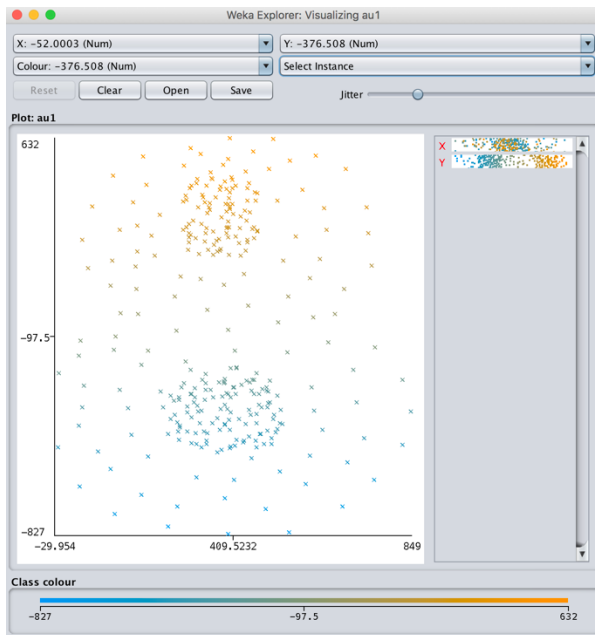 Weka Explorer: Visualizing au1
X: -52.0003 (Num) Y: -376.508 (Num)
Colour: -376.508 (Num) Select Instance
Reset Clear Open Save Jitter
Plot: au1
632
-97.5
-827
-29.954 409.5232 849
X
Y
Class colour
-827 -97.5 632